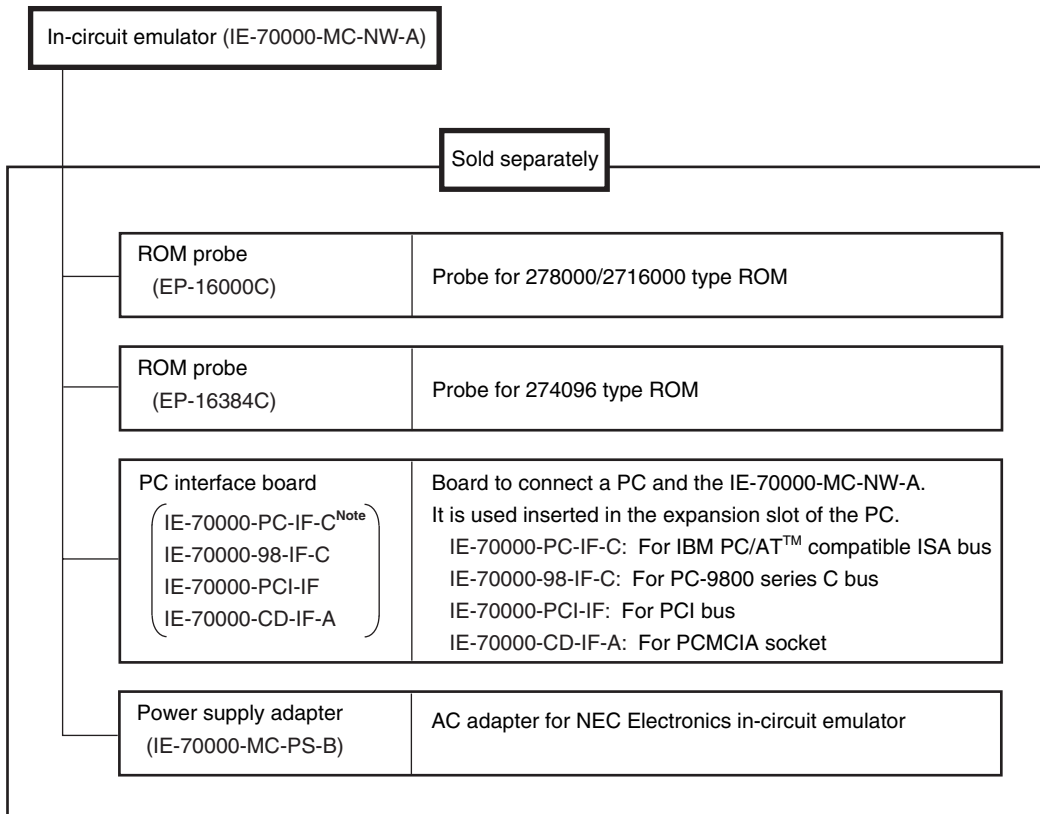 In-circuit emulator (IE-70000-MC-NW-A)
Sold separately
ROM probe
(EP-16000C)
Probe for 278000/2716000 type ROM
ROM probe
(EP-16384C)
Probe for 274096 type ROM
PC interface board
IE-70000-PC-IF-C^Note
IE-70000-98-IF-C
IE-70000-PCI-IF
IE-70000-CD-IF-A
Board to connect a PC and the IE-70000-MC-NW-A.
It is used inserted in the expansion slot of the PC.
IE-70000-PC-IF-C: For IBM PC/AT™ compatible ISA bus
IE-70000-98-IF-C: For PC-9800 series C bus
IE-70000-PCI-IF: For PCI bus
IE-70000-CD-IF-A: For PCMCIA socket
Power supply adapter
(IE-70000-MC-PS-B)
AC adapter for NEC Electronics in-circuit emulator